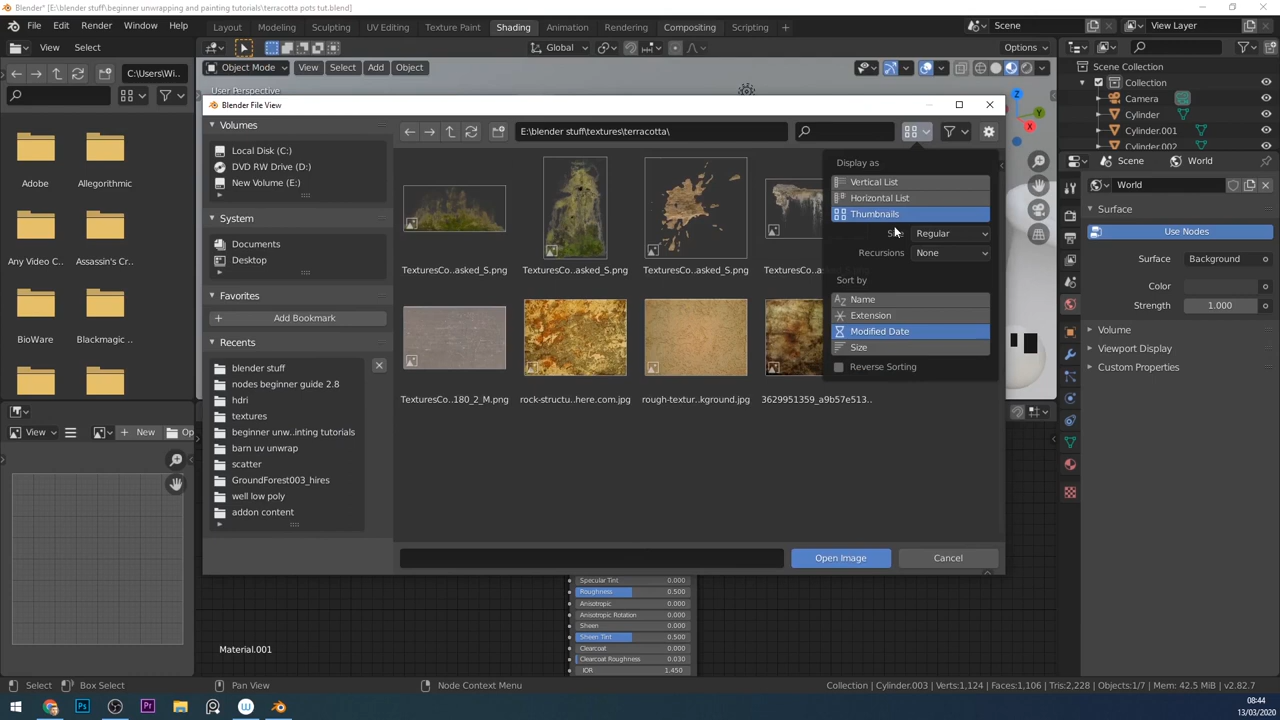 Blender* [E:\blender stuff\beginner unwrapping and painting tutorials\terracotta pots tut.blend]
File Edit Render Window Help Layout Modeling Sculpting UV Editing Texture Paint Shading Animation Rendering Compositing Scripting + Scene View Layer
View Select Global Options
C:\Users\Wi.. Object Mode View Select Add Object Scene Collection
User Perspective Collection
Camera
Cylinder
Cylinder.001
Cylinder.002
Z
Y
X
Blender File View
Volumes
Local Disk (C:)
DVD RW Drive (D:)
New Volume (E:)
System
Documents
Desktop
Favorites
Add Bookmark
Recents
blender stuff
nodes beginner guide 2.8
hdri
textures
beginner unw..inting tutorials
barn uv unwrap
scatter
GroundForest003_hires
well low poly
addon content
E:\blender stuff\textures\terracotta\
TexturesCo..asked_S.png TexturesCo..asked_S.png TexturesCo..asked_S.png
TexturesCo..180_2_M.png rock-structu..here.com.jpg rough-textur..kground.jpg 3629951359_a9b57e513..
Display as
Vertical List
Horizontal List
Thumbnails
Regular
Recursions None
Sort by
Name
Extension
Modified Date
Size
Reverse Sorting
Open Image Cancel
Adobe Allegorithmic
Any Video C.. Assassin's Cr..
BioWare Blackmagic ..
View New Op
Scene World
World
Surface
Use Nodes
Surface Background
Color
Strength 1.000
Volume
Viewport Display
Custom Properties
Specular Tint 0.000
Roughness 0.500
Anisotropic 0.000
Anisotropic Rotation 0.000
Sheen 0.000
Sheen Tint 0.500
Clearcoat 0.000
Clearcoat Roughness 0.030
IOR 1.450
Material.001
Select Box Select Pan View Node Context Menu Collection | Cylinder.003 | Verts:1,124 | Faces:1,106 | Tris:2,228 | Objects:1/7 | Mem: 42.5 MiB | v2.82.7
08:44
13/03/2020